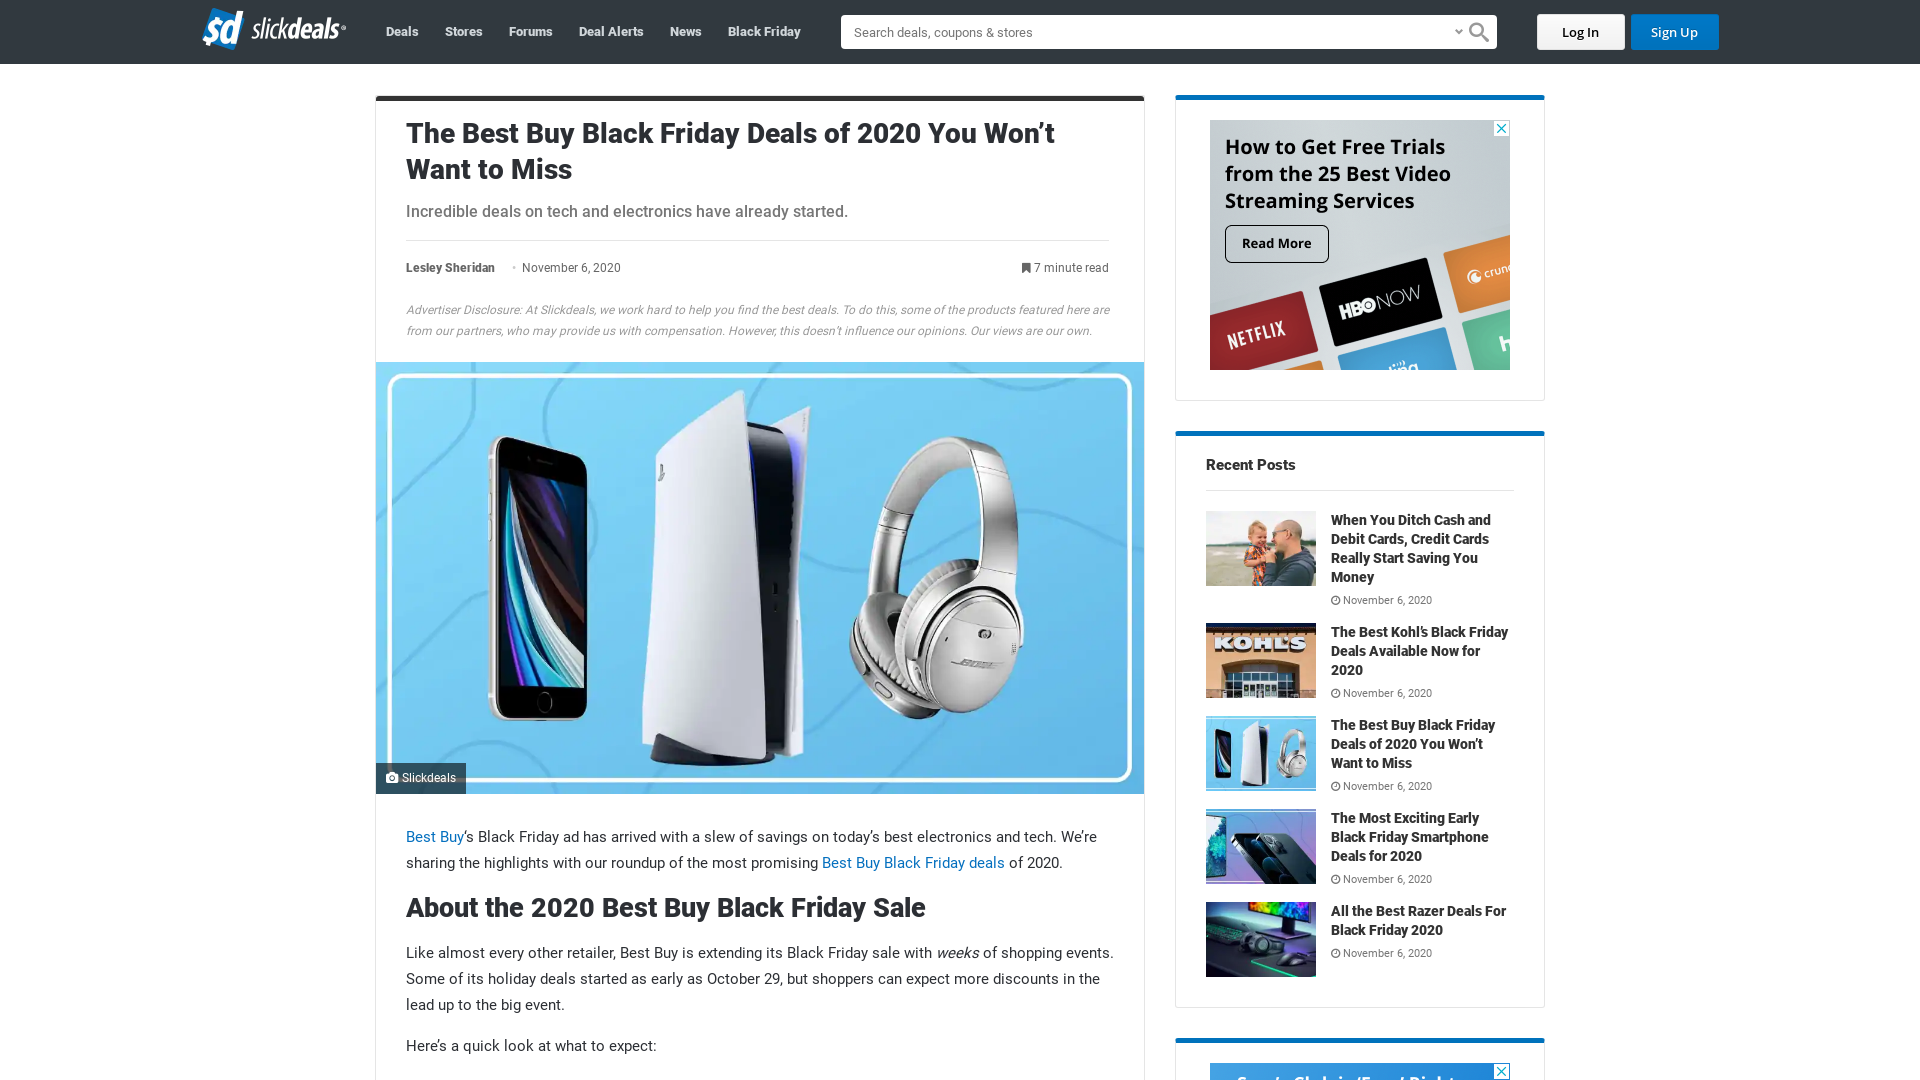 sd slickdeals
Deals
Stores
Forums
Deal Alerts
News
Black Friday
Search deals, coupons & stores
Log In
Sign Up
The Best Buy Black Friday Deals of 2020 You Won’t
Want to Miss
Incredible deals on tech and electronics have already started.
Lesley Sheridan • November 6, 2020
7 minute read
Advertiser Disclosure: At Slickdeals, we work hard to help you find the best deals. To do this, some of the products featured here are
from our partners, who may provide us with compensation. However, this doesn’t influence our opinions. Our views are our own.
BOSE
Slickdeals
Best Buy‘s Black Friday ad has arrived with a slew of savings on today’s best electronics and tech. We’re
sharing the highlights with our roundup of the most promising Best Buy Black Friday deals of 2020.
About the 2020 Best Buy Black Friday Sale
Like almost every other retailer, Best Buy is extending its Black Friday sale with weeks of shopping events.
Some of its holiday deals started as early as October 29, but shoppers can expect more discounts in the
lead up to the big event.
Here’s a quick look at what to expect:
How to Get Free Trials
from the 25 Best Video
Streaming Services
Read More
NETFLIX
HBO NOW
crunc
h
ling
Recent Posts
When You Ditch Cash and
Debit Cards, Credit Cards
Really Start Saving You
Money
November 6, 2020
KOHL'S
The Best Kohl’s Black Friday
Deals Available Now for
2020
November 6, 2020
The Best Buy Black Friday
Deals of 2020 You Won’t
Want to Miss
November 6, 2020
The Most Exciting Early
Black Friday Smartphone
Deals for 2020
November 6, 2020
All the Best Razer Deals For
Black Friday 2020
November 6, 2020